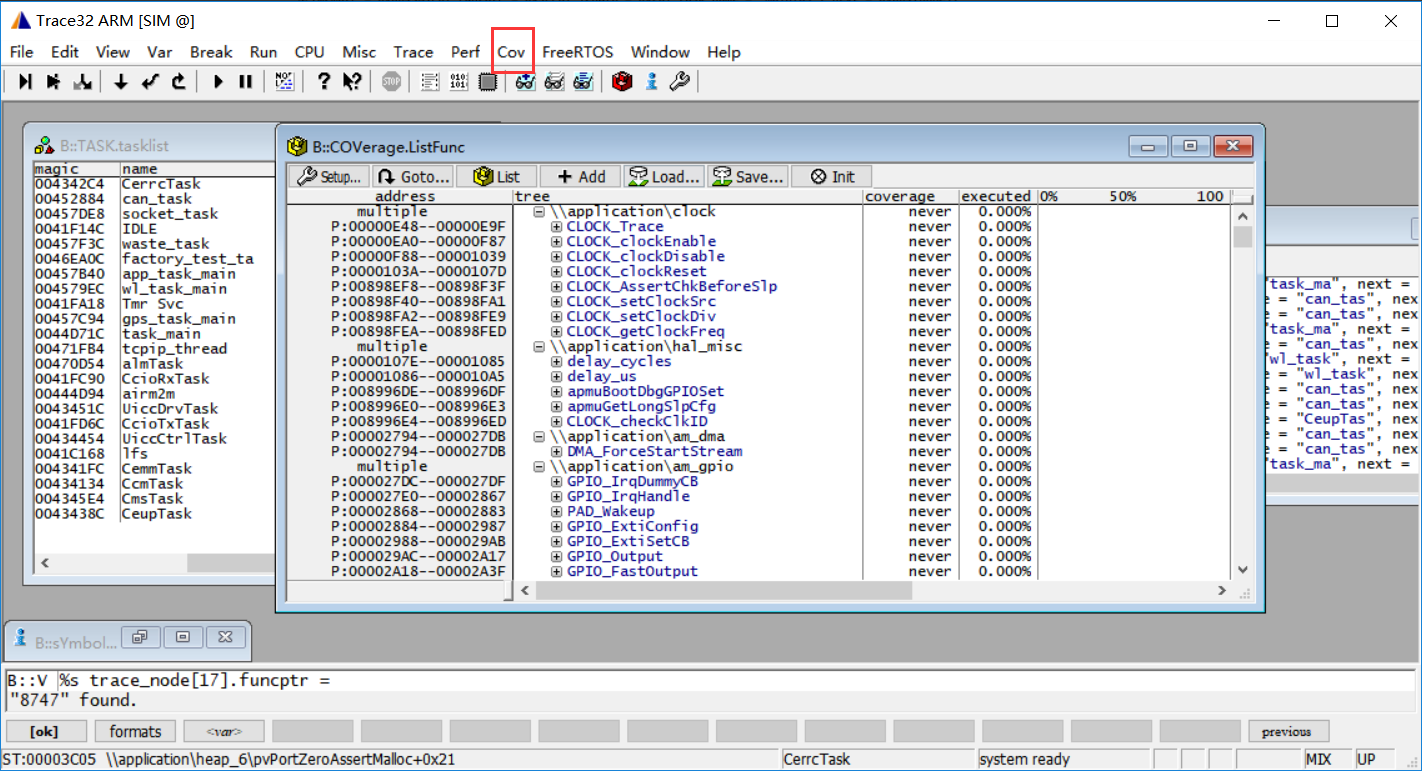 Trace32 ARM [SIM @]
File Edit View Var Break Run CPU Misc Trace Perf Cov FreeRTOS Window Help
B::TASK.tasklist
magic name
004342C4 CerrcTask
00452884 can_task
00457DE8 socket_task
0041F14C IDLE
00457F3C waste_task
0046EA0C factory_test_ta
00457B40 app_task_main
004579EC wl_task_main
0041FA18 Tmr Svc
00457C94 gps_task_main
0044D71C task_main
00471FB4 tcpip_thread
00470D54 almTask
0041FC90 CcioRxTask
00444D94 airm2m
0043451C UiccDrvTask
0041FD6C CcioTxTask
00434454 UiccCtrlTask
0041C168 lfs
004341FC CemmTask
00434134 CcmTask
004345E4 CmsTask
0043438C CeupTask
B::COVerage.ListFunc
Setup... Goto... List Add Load... Save... Init
address tree coverage executed 0% 50% 100
multiple \\application\clock never 0.000%
P:00000E48--00000E9F CLOCK_Trace never 0.000%
P:00000EA0--00000F87 CLOCK_clockEnable never 0.000%
P:00000F88--00001039 CLOCK_clockDisable never 0.000%
P:0000103A--0000107D CLOCK_clockReset never 0.000%
P:00898EF8--00898F3F CLOCK_AssertChkBeforeSlp never 0.000%
P:00898F40--00898FA1 CLOCK_setClockSrc never 0.000%
P:00898FA2--00898FE9 CLOCK_setClockDiv never 0.000%
P:00898FEA--00898FED CLOCK_getClockFreq never 0.000%
multiple \\application\hal_misc never 0.000%
P:0000107E--00001085 delay_cycles never 0.000%
P:00001086--000010A5 delay_us never 0.000%
P:008996DE--008996DF apmuBootDbgGPIOSet never 0.000%
P:008996E0--008996E3 apmuGetLongSlpCfg never 0.000%
P:008996E4--008996ED CLOCK_checkClkID never 0.000%
P:00002794--000027DB \\application\am_dma never 0.000%
P:00002794--000027DB DMA_ForceStartStream never 0.000%
multiple \\application\am_gpio never 0.000%
P:000027DC--000027DF GPIO_IrqDummyCB never 0.000%
P:000027E0--00002867 GPIO_IrqHandle never 0.000%
P:00002868--00002883 PAD_Wakeup never 0.000%
P:00002884--00002987 GPIO_ExtiConfig never 0.000%
P:00002988--000029AB GPIO_ExtiSetCB never 0.000%
P:000029AC--00002A17 GPIO_Output never 0.000%
P:00002A18--00002A3F GPIO_FastOutput never 0.000%
"task_ma", next =
e = "can_tas", nex
e = "can_tas", nex
"task_ma", next =
e = "can_tas", nex
"wl_task", next =
e = "wl_task", nex
e = "can_tas", nex
e = "can_tas", nex
e = "CeupTas", nex
e = "can_tas", nex
e = "can_tas", nex
"task_ma", next =
B::sYmbol...
B::V %s trace_node[17].funcptr =
"8747" found.
[ok] formats <var> previous
ST:00003C05 \\application\heap_6\pvPortZeroAssertMalloc+0x21 CerrcTask system ready MIX UP